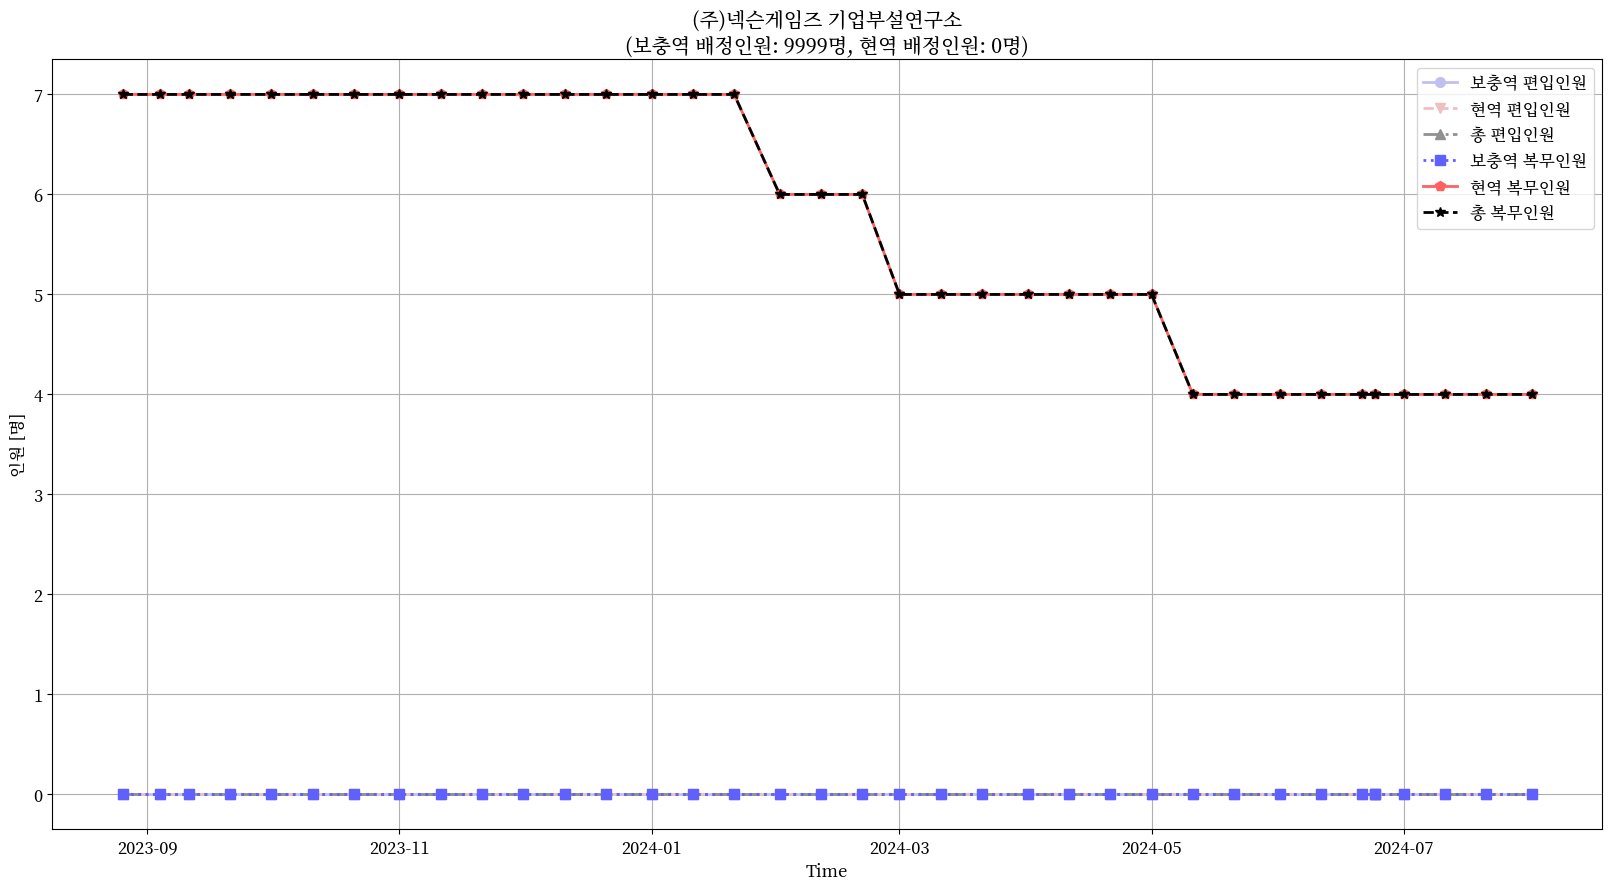 (주)넥슨게임즈 기업부설연구소
(보충역 배정인원: 9999명, 현역 배정인원: 0명)
보충역 편입인원
현역 편입인원
총 편입인원
보충역 복무인원
현역 복무인원
총 복무인원
인원 [명]
7
6
5
4
3
2
1
0
2023-09
2023-11
2024-01
2024-03
2024-05
2024-07
Time